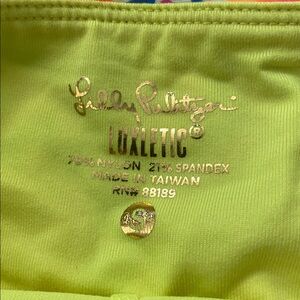 Lilly Pulitzer®
LUXLETIC®
79% NYLON 21% SPANDEX
MADE IN TAIWAN
RN# 88189